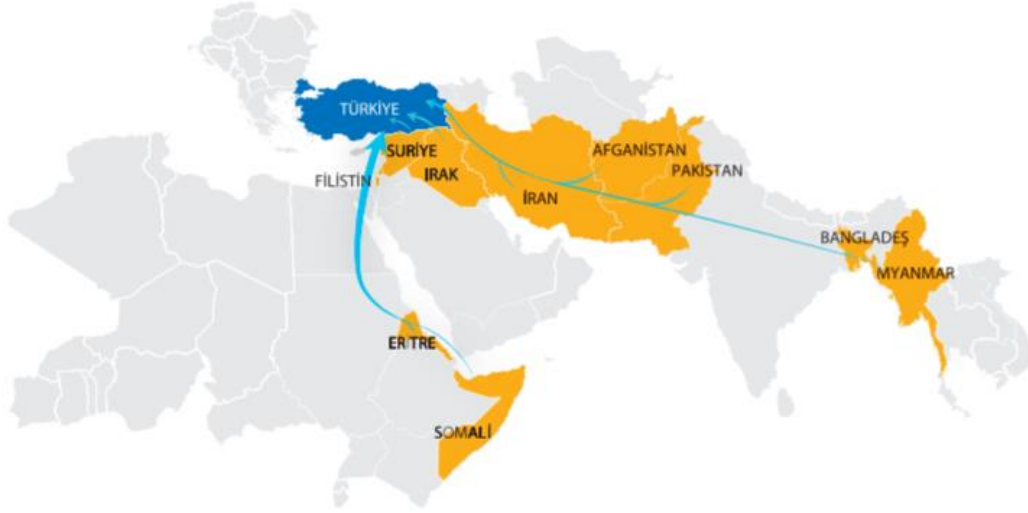 TÜRKİYE
SURİYE
AFGANİSTAN
FİLİSTİN
IRAK
PAKİSTAN
İRAN
BANGLADEŞ
MYANMAR
ERİTRE
SOMALİ